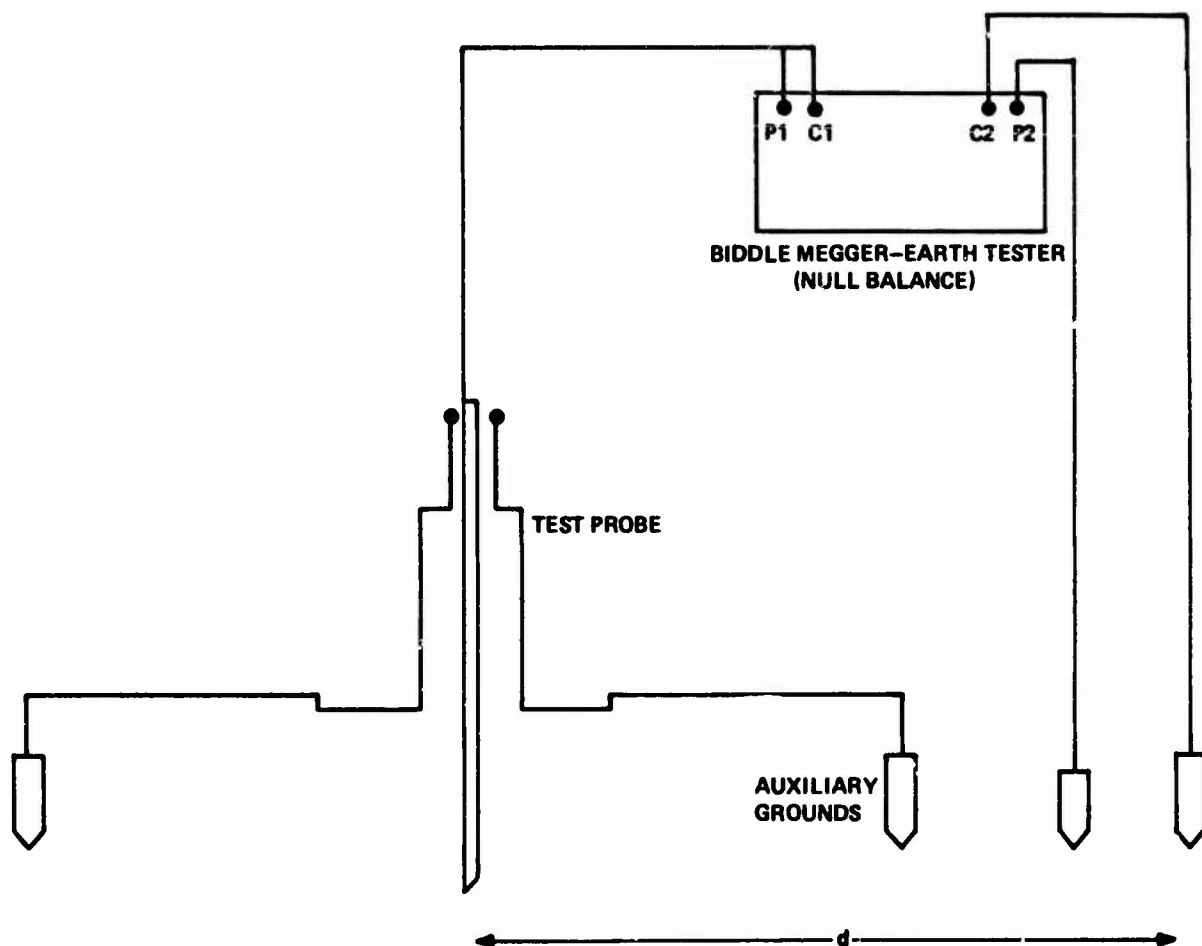 P1 C1 C2 P2
BIDDLE MEGGER-EARTH TESTER
(NULL BALANCE)
TEST PROBE
AUXILIARY
GROUNDS
d